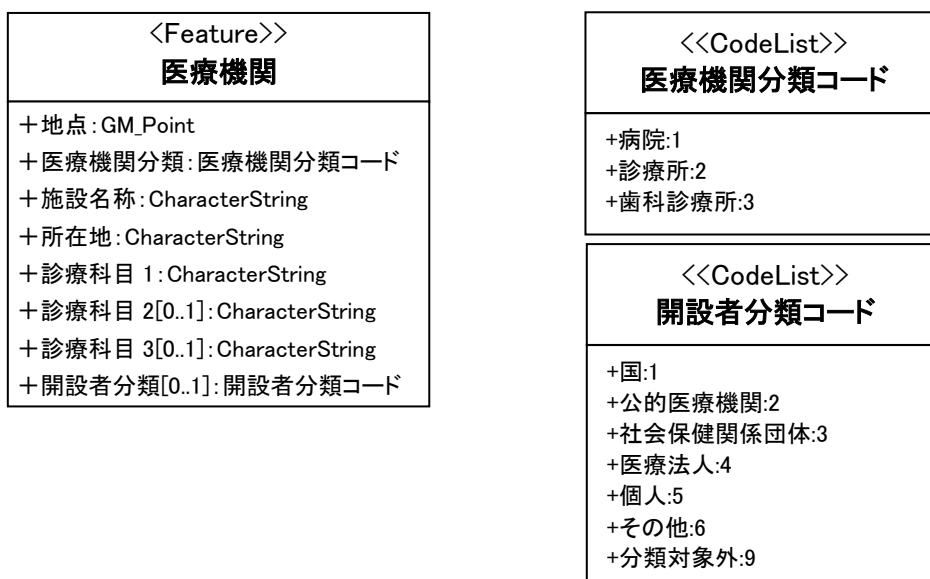 <Feature>>
医療機関
＋地点：GM_Point
＋医療機関分類：医療機関分類コード
＋施設名称：CharacterString
＋所在地：CharacterString
＋診療科目 1：CharacterString
＋診療科目 2[0..1]：CharacterString
＋診療科目 3[0..1]：CharacterString
＋開設者分類[0..1]：開設者分類コード
<<CodeList>>
医療機関分類コード
+病院:1
+診療所:2
+歯科診療所:3
<<CodeList>>
開設者分類コード
+国:1
+公的医療機関:2
+社会保健関係団体:3
+医療法人:4
+個人:5
+その他:6
+分類対象外:9